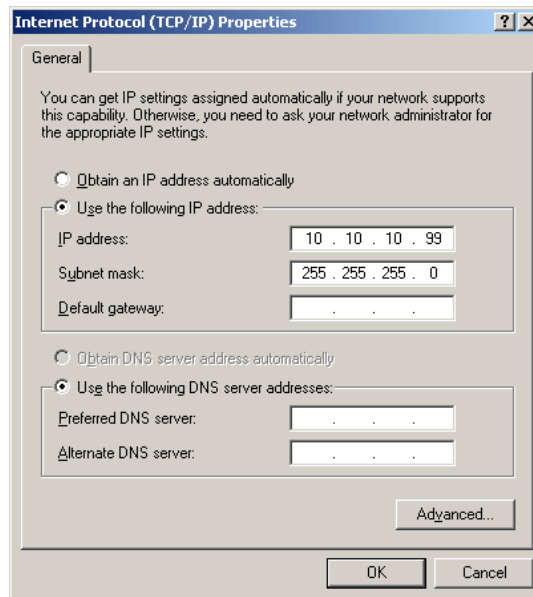 Internet Protocol (TCP/IP) Properties
General
You can get IP settings assigned automatically if your network supports
this capability. Otherwise, you need to ask your network administrator for
the appropriate IP settings.
Obtain an IP address automatically
Use the following IP address:
IP address: 10 . 10 . 10 . 99
Subnet mask: 255 . 255 . 255 . 0
Default gateway: . . .
Obtain DNS server address automatically
Use the following DNS server addresses:
Preferred DNS server: . . .
Alternate DNS server: . . .
Advanced...
OK Cancel